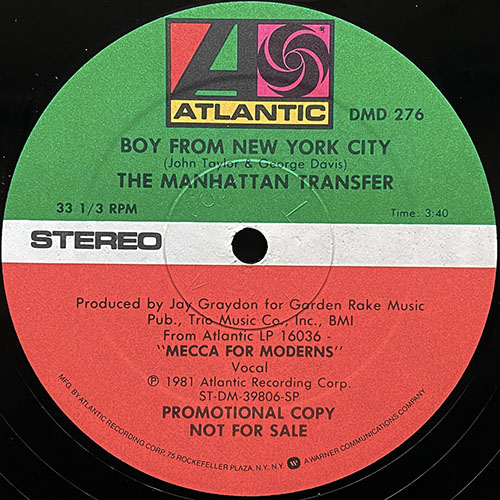 ATLANTIC
DMD 276
BOY FROM NEW YORK CITY
(John Taylor & George Davis)
THE MANHATTAN TRANSFER
33 1/3 RPM
Time: 3:40
STEREO
Produced by Jay Graydon for Garden Rake Music
Pub., Trio Music Co., Inc., BMI
From Atlantic LP 16036 -
"MECCA FOR MODERNS"
Vocal
Ⓟ 1981 Atlantic Recording Corp.
ST-DM-39806-SP
PROMOTIONAL COPY
NOT FOR SALE
MFG. BY ATLANTIC RECORDING CORP. 75 ROCKEFELLER PLAZA, N.Y. N.Y. A WARNER COMMUNICATIONS COMPANY